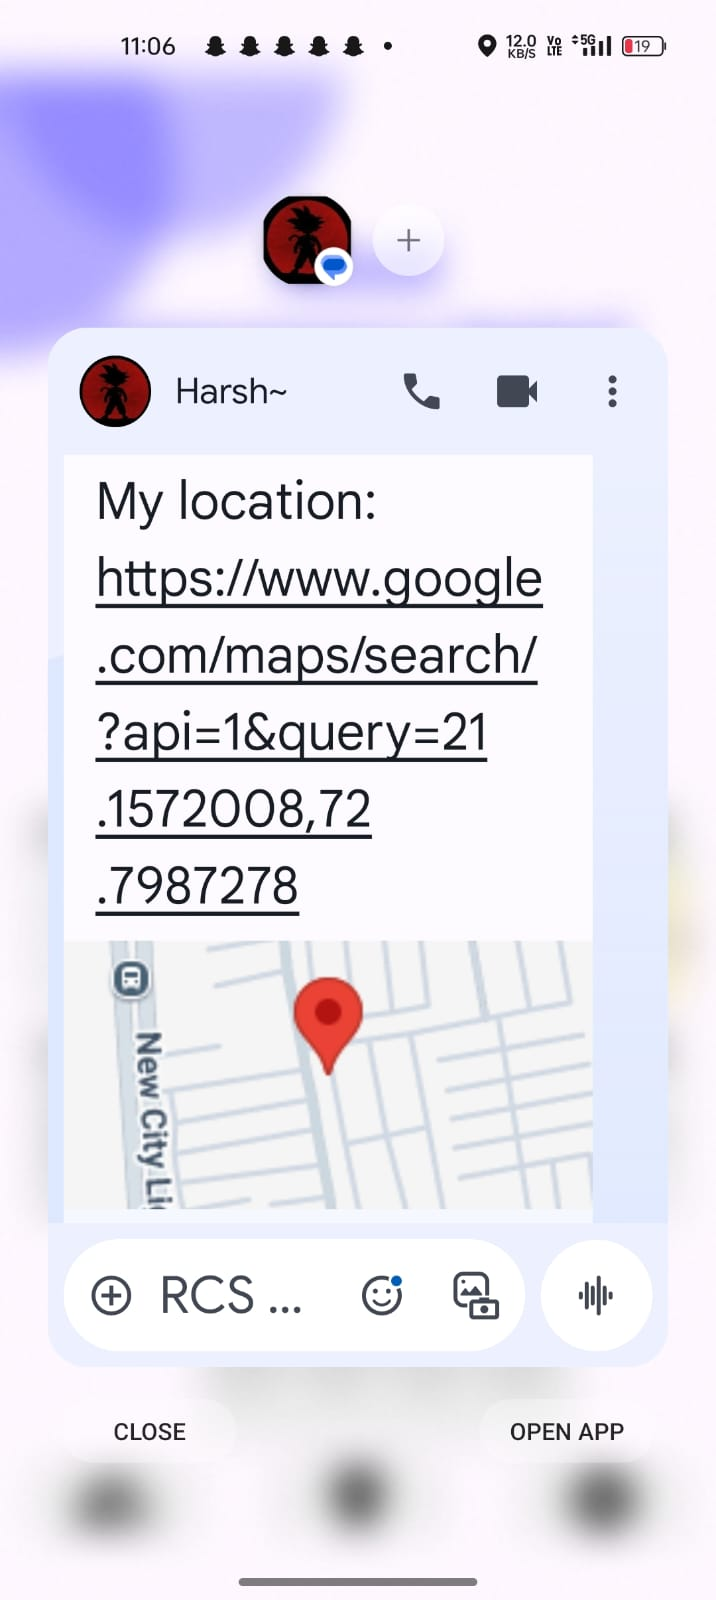 11:06
12.0
KB/S
Vo
LTE
5G
19
Harsh~
My location:
https://www.google
.com/maps/search/
?api=1&query=21
.1572008,72
.7987278
New City Li
RCS ...
CLOSE
OPEN APP